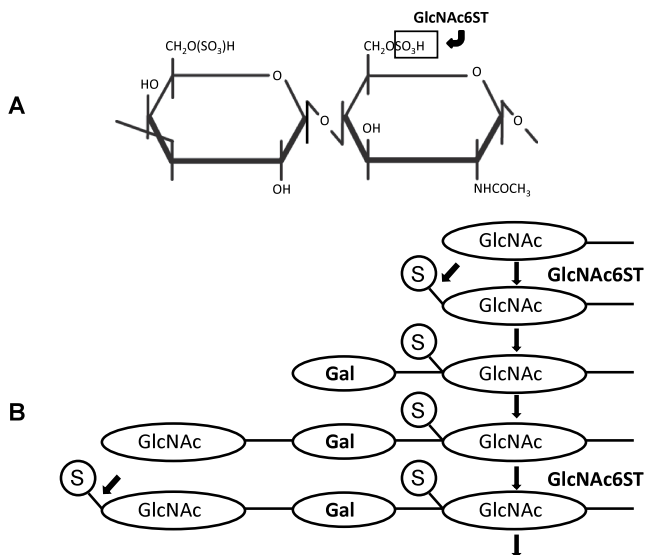 GlcNAc6ST
CH₂O(SO₃)H
CH₂OSO₃H
A
HO
O
O
O
O
OH
OH
NHCOCH₃
GlcNAc
S
GlcNAc6ST
GlcNAc
S
Gal
GlcNAc
S
B
GlcNAc
Gal
GlcNAc
S
S
GlcNAc6ST
GlcNAc
Gal
GlcNAc